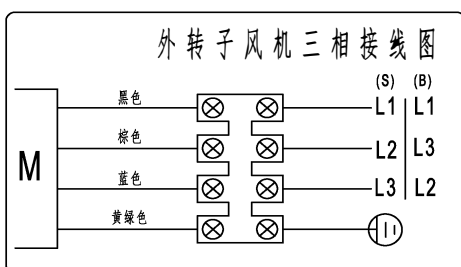 外转子风机三相接线图
(S) (B)
黑色 L1 L1
棕色 L2 L3
M
蓝色 L3 L2
黄绿色